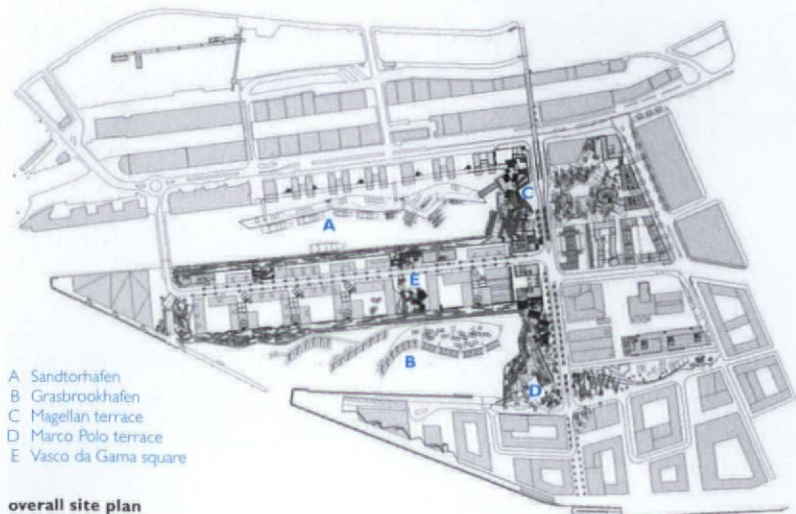 C
A
E
B
D
A Sandtorhafen
B Grasbrookhafen
C Magellan terrace
D Marco Polo terrace
E Vasco da Gama square
overall site plan